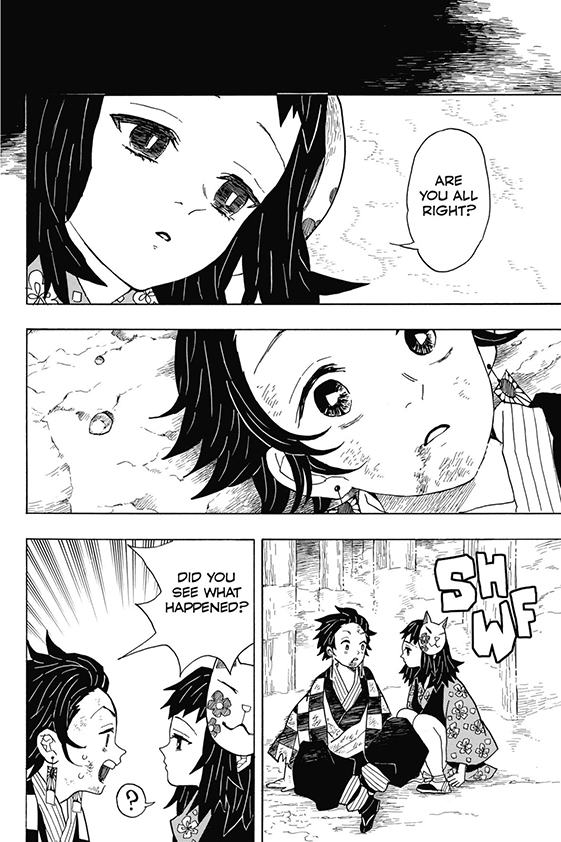 ARE
YOU ALL
RIGHT?
SH
WF
DID YOU
SEE WHAT
HAPPENED?
?